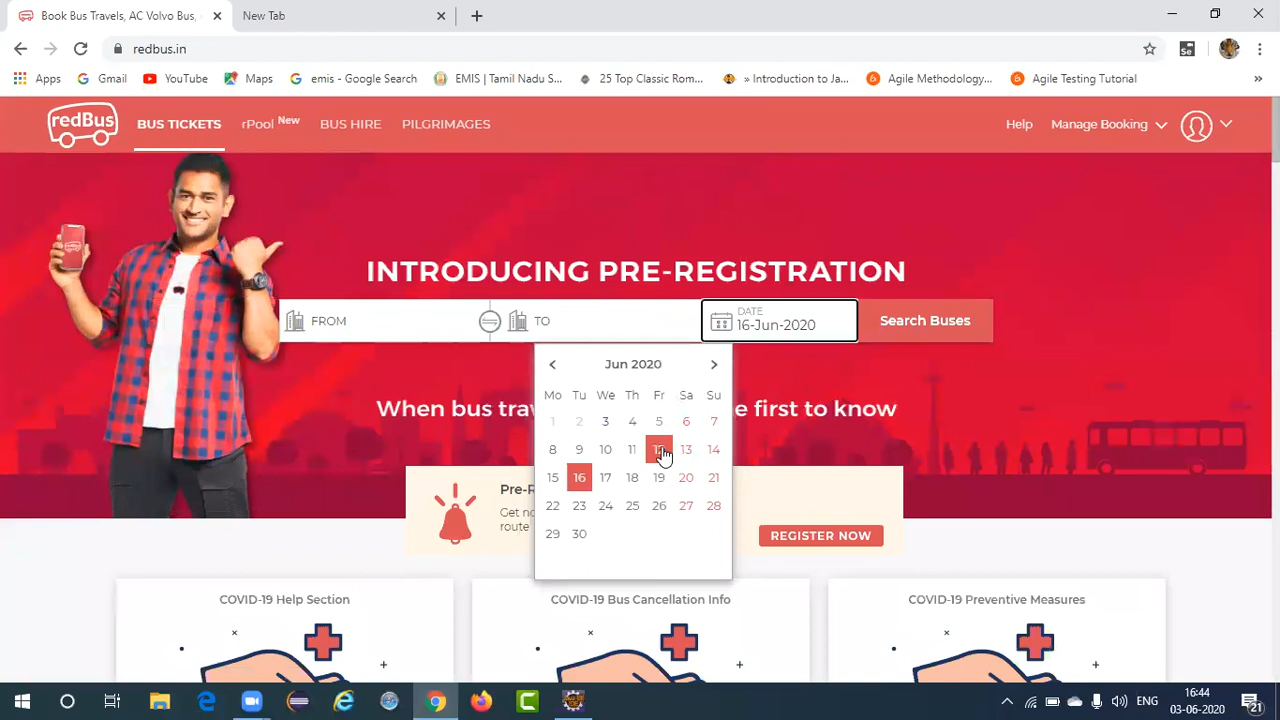 Book Bus Travels, AC Volvo Bus,
New Tab
redbus.in
Apps
Gmail
YouTube
Maps
emis - Google Search
EMIS | Tamil Nadu S...
25 Top Classic Rom...
» Introduction to Ja...
Agile Methodology...
Agile Testing Tutorial
»
redBus
BUS TICKETS
rPool New
BUS HIRE
PILGRIMAGES
Help
Manage Booking
INTRODUCING PRE-REGISTRATION
FROM
TO
DATE
16-Jun-2020
Search Buses
Jun 2020
Mo Tu We Th Fr Sa Su
1 2 3 4 5 6 7
8 9 10 11 12 13 14
15 16 17 18 19 20 21
22 23 24 25 26 27 28
29 30
When bus
first to know
Get
route
REGISTER NOW
COVID-19 Help Section
COVID-19 Bus Cancellation Info
COVID-19 Preventive Measures
ENG
16:44
03-06-2020
21